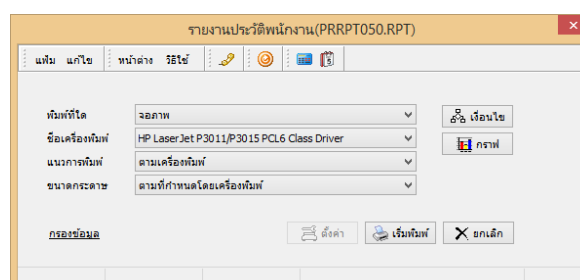 รายงานประวัติพนักงาน(PRRPT050.RPT)
แฟ้ม แก้ไข หน้าต่าง วิธีใช้
พิมพ์ที่ใด จอภาพ เงื่อนไข
ชื่อเครื่องพิมพ์ HP LaserJet P3011/P3015 PCL6 Class Driver กราฟ
แนวการพิมพ์ ตามเครื่องพิมพ์
ขนาดกระดาษ ตามที่กำหนดโดยเครื่องพิมพ์
กรองข้อมูล ตั้งค่า เริ่มพิมพ์ ยกเลิก